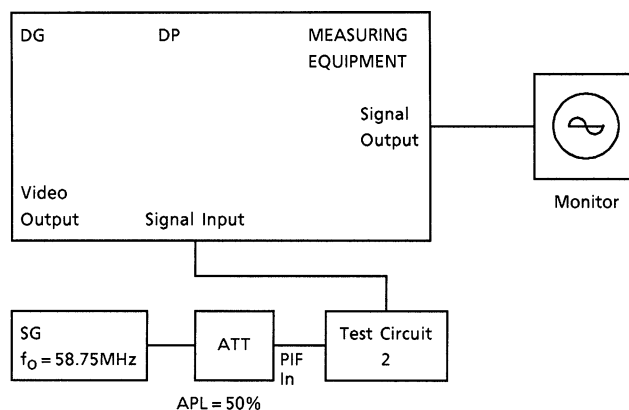 DG DP MEASURING
EQUIPMENT
Signal
Output
Video
Output Signal Input
Monitor
SG
fO = 58.75MHz
ATT
PIF
In
Test Circuit
2
APL = 50%